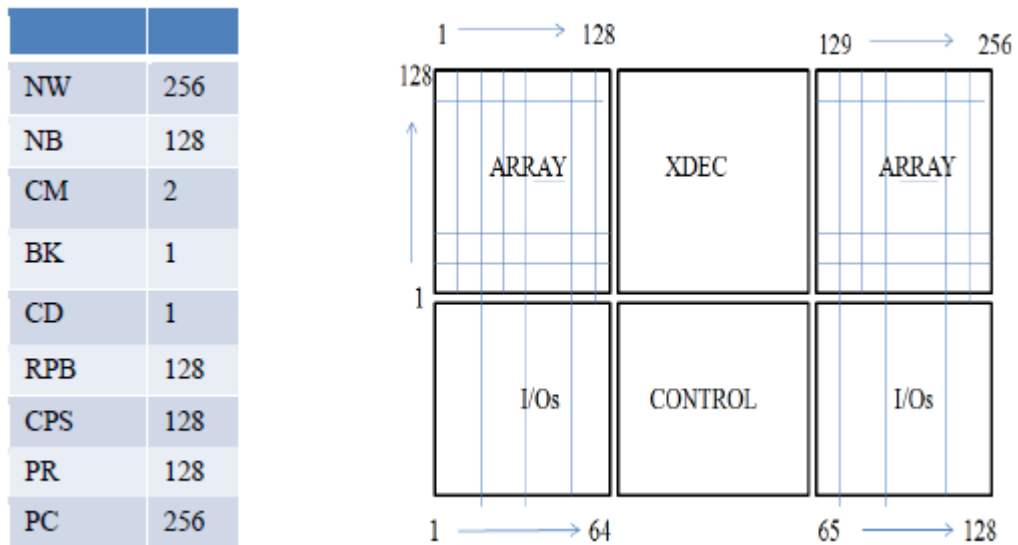 NW 256
NB 128
CM 2
BK 1
CD 1
RPB 128
CPS 128
PR 128
PC 256
1 128
129 256
128
ARRAY XDEC ARRAY
1
I/Os CONTROL I/Os
1 64 65 128